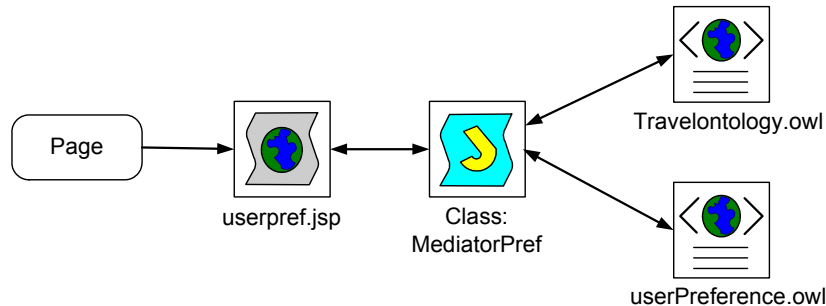 Page
userpref.jsp
Class:
MediatorPref
Travelontology.owl
userPreference.owl